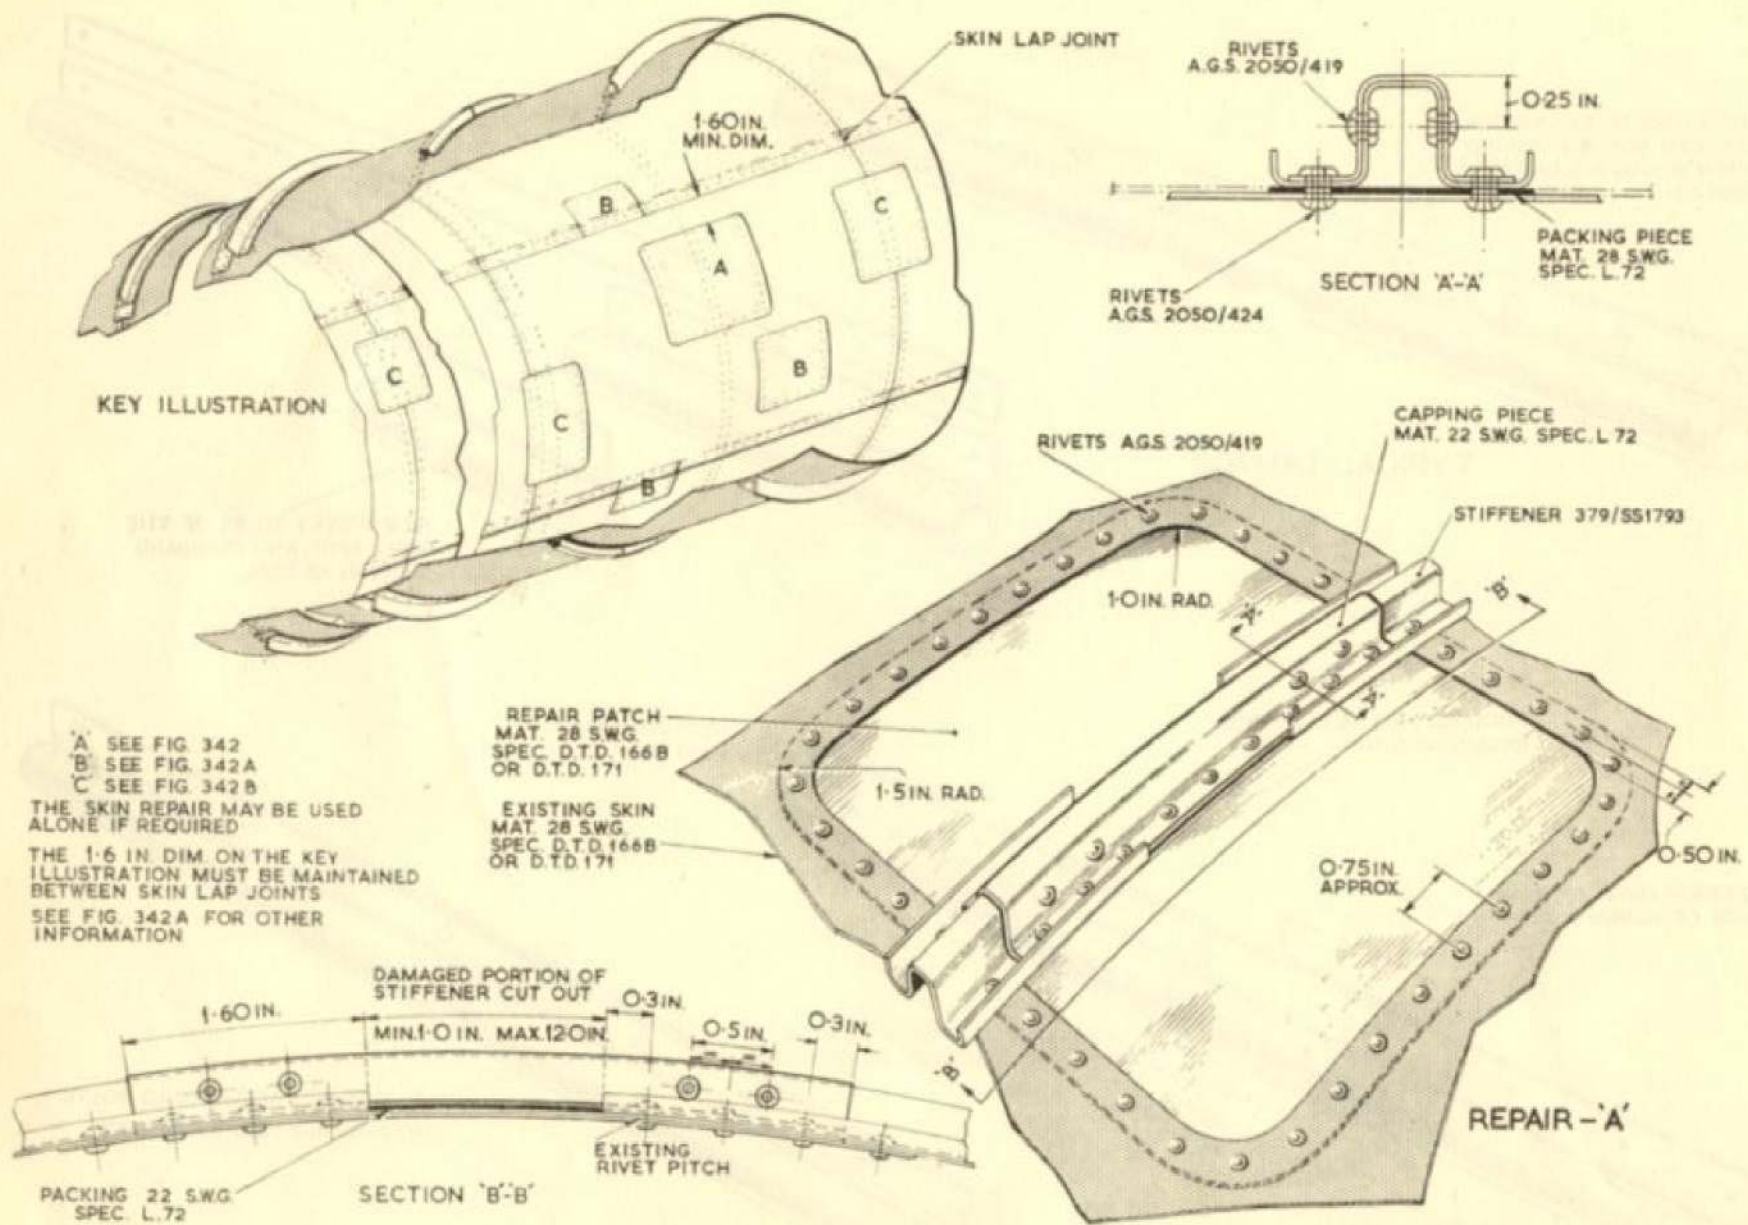 SKIN LAP JOINT
1·60 IN.
MIN. DIM.
B
C
A
C
B
C
B
KEY ILLUSTRATION
RIVETS
A.G.S. 2050/419
0·25 IN.
PACKING PIECE
MAT. 28 S.W.G.
SPEC. L.72
SECTION 'A'-'A'
RIVETS
A.G.S. 2050/424
CAPPING PIECE
MAT. 22 S.W.G. SPEC. L 72
RIVETS A.G.S. 2050/419
STIFFENER 379/SS1793
'B'
1·0 IN. RAD.
'A'
'A'
REPAIR PATCH
MAT. 28 S.W.G.
SPEC. D.T.D. 166B
OR D.T.D. 171
1·5 IN. RAD.
EXISTING SKIN
MAT. 28 S.W.G.
SPEC. D.T.D. 166B
OR D.T.D. 171
0·50 IN.
0·75 IN.
APPROX.
'B'
REPAIR - 'A'
'A' SEE FIG. 342
'B' SEE FIG. 342A
'C' SEE FIG. 342B
THE SKIN REPAIR MAY BE USED
ALONE IF REQUIRED
THE 1·6 IN. DIM. ON THE KEY
ILLUSTRATION MUST BE MAINTAINED
BETWEEN SKIN LAP JOINTS
SEE FIG. 342A FOR OTHER
INFORMATION
DAMAGED PORTION OF
STIFFENER CUT OUT
1·60 IN.
MIN. 1·0 IN. MAX. 12·0 IN.
0·3 IN.
0·5 IN.
0·3 IN.
EXISTING
RIVET PITCH
PACKING 22 S.W.G.
SPEC. L.72
SECTION 'B'-'B'